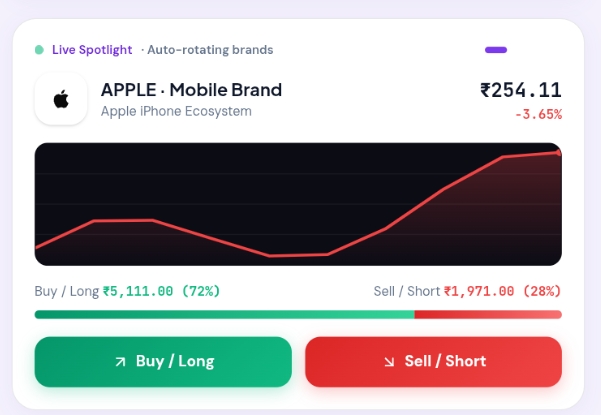 Live Spotlight · Auto-rotating brands
APPLE · Mobile Brand
Apple iPhone Ecosystem
₹254.11
-3.65%
Buy / Long ₹5,111.00 (72%)
Sell / Short ₹1,971.00 (28%)
Buy / Long
Sell / Short